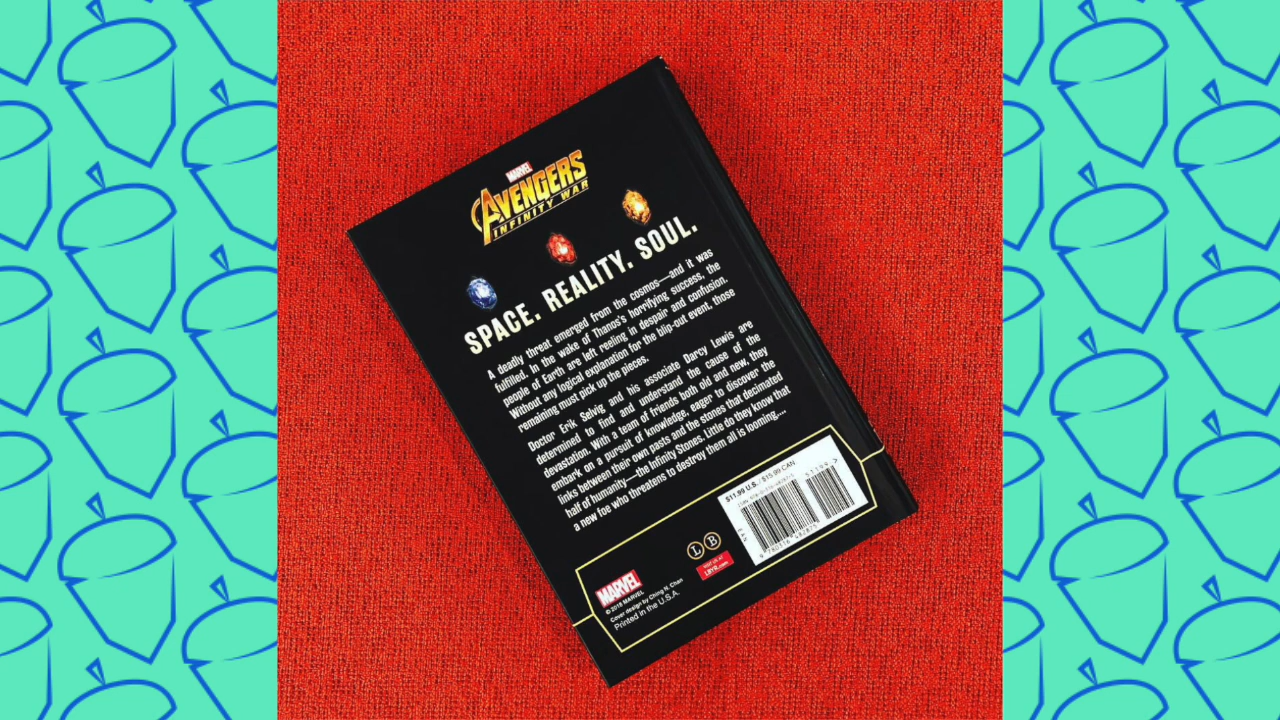 MARVEL
AVENGERS
INFINITY WAR
SPACE. REALITY. SOUL.
A deadly threat emerged from the cosmos—and it was
fulfilled. In the wake of Thanos's horrifying success, the
people of Earth are left reeling in despair and confusion.
Without any logical explanation for the blip-out event, those
remaining must pick up the pieces.
Doctor Erik Selvig and his associate Darcy Lewis are
determined to find and understand the cause of the
devastation. With a team of friends both old and new, they
embark on a pursuit of knowledge, eager to discover the
links between their own pasts and the stones that decimated
half of humanity—the Infinity Stones. Little do they know that
a new foe who threatens to destroy them all is looming....
$11.99 U.S. / $15.99 CAN
LB
VISIT US AT
LBYR.com
MARVEL
© 2018 MARVEL
Cover design by Ching N. Chan
Printed in the U.S.A.